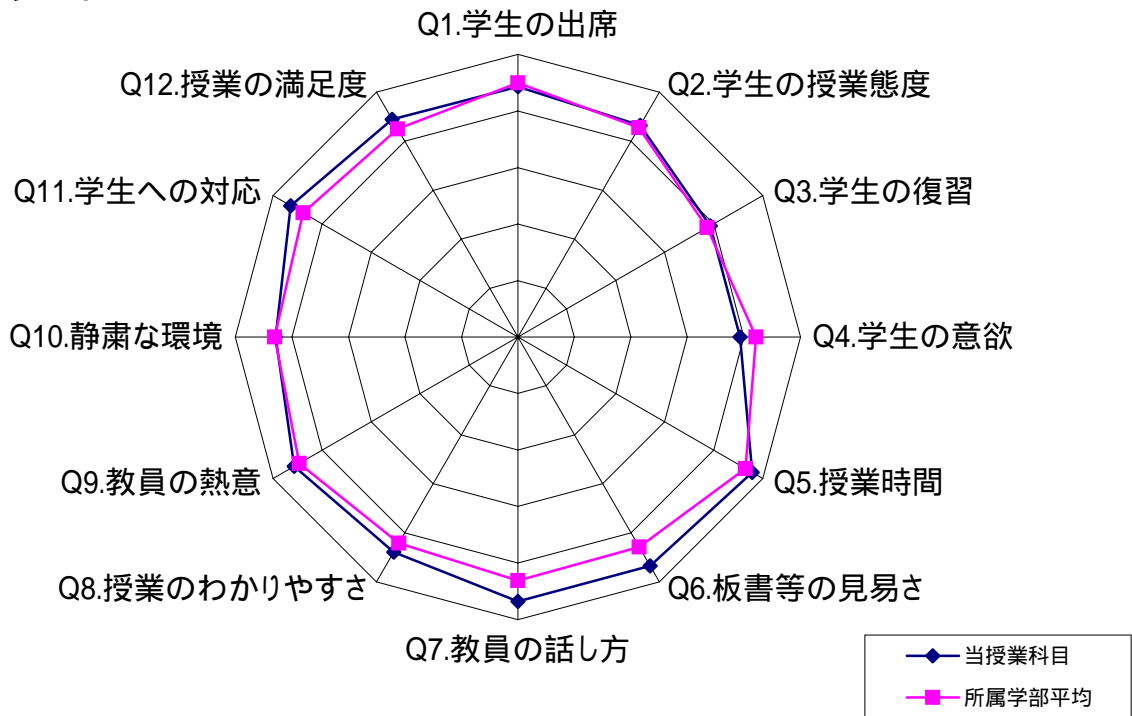 Q1.学生の出席
Q2.学生の授業態度
Q3.学生の復習
Q4.学生の意欲
Q5.授業時間
Q6.板書等の見易さ
Q7.教員の話し方
Q8.授業のわかりやすさ
Q9.教員の熱意
Q10.静粛な環境
Q11.学生への対応
Q12.授業の満足度
当授業科目
所属学部平均